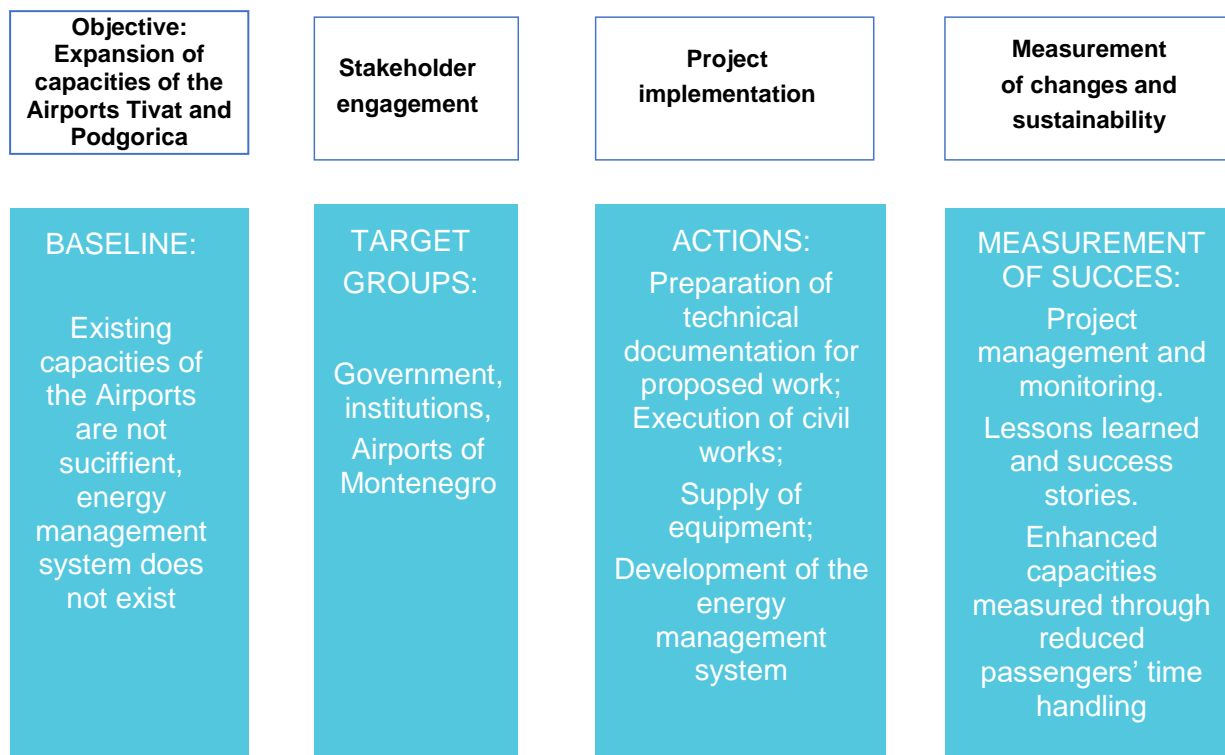 Objective:
Expansion of
capacities of the
Airports Tivat and
Podgorica
Stakeholder
engagement
Project
implementation
Measurement
of changes and
sustainability
BASELINE:
Existing
capacities of
the Airports
are not
suciffient,
energy
management
system does
not exist
TARGET
GROUPS:
Government,
institutions,
Airports of
Montenegro
ACTIONS:
Preparation of
technical
documentation for
proposed work;
Execution of civil
works;
Supply of
equipment;
Development of the
energy
management
system
MEASUREMENT
OF SUCCES:
Project
management and
monitoring.
Lessons learned
and success
stories.
Enhanced
capacities
measured through
reduced
passengers’ time
handling